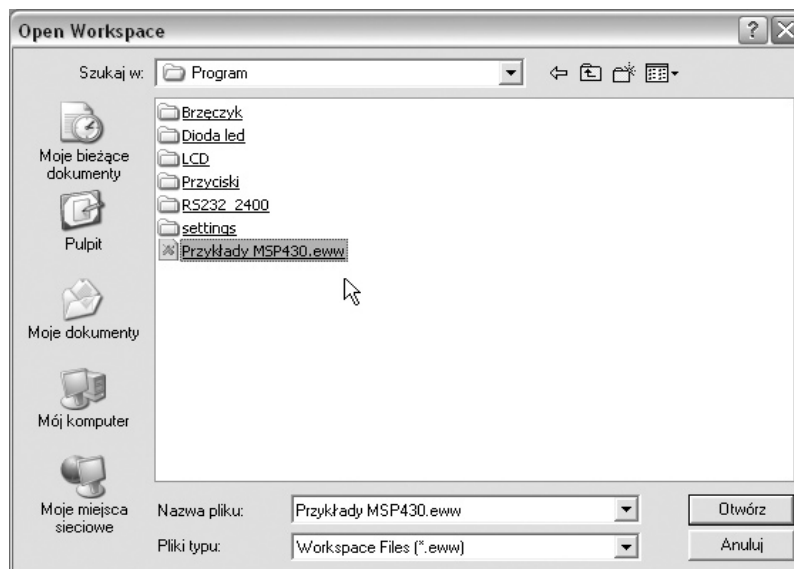 Open Workspace
Szukaj w: Program
Brzęczyk
Dioda led
LCD
Przyciski
RS232_2400
settings
Przykłady MSP430.eww
Moje bieżące
dokumenty
Pulpit
Moje dokumenty
Mój komputer
Moje miejsca
sieciowe
Nazwa pliku: Przykłady MSP430.eww Otwórz
Pliki typu: Workspace Files (*.eww) Anuluj